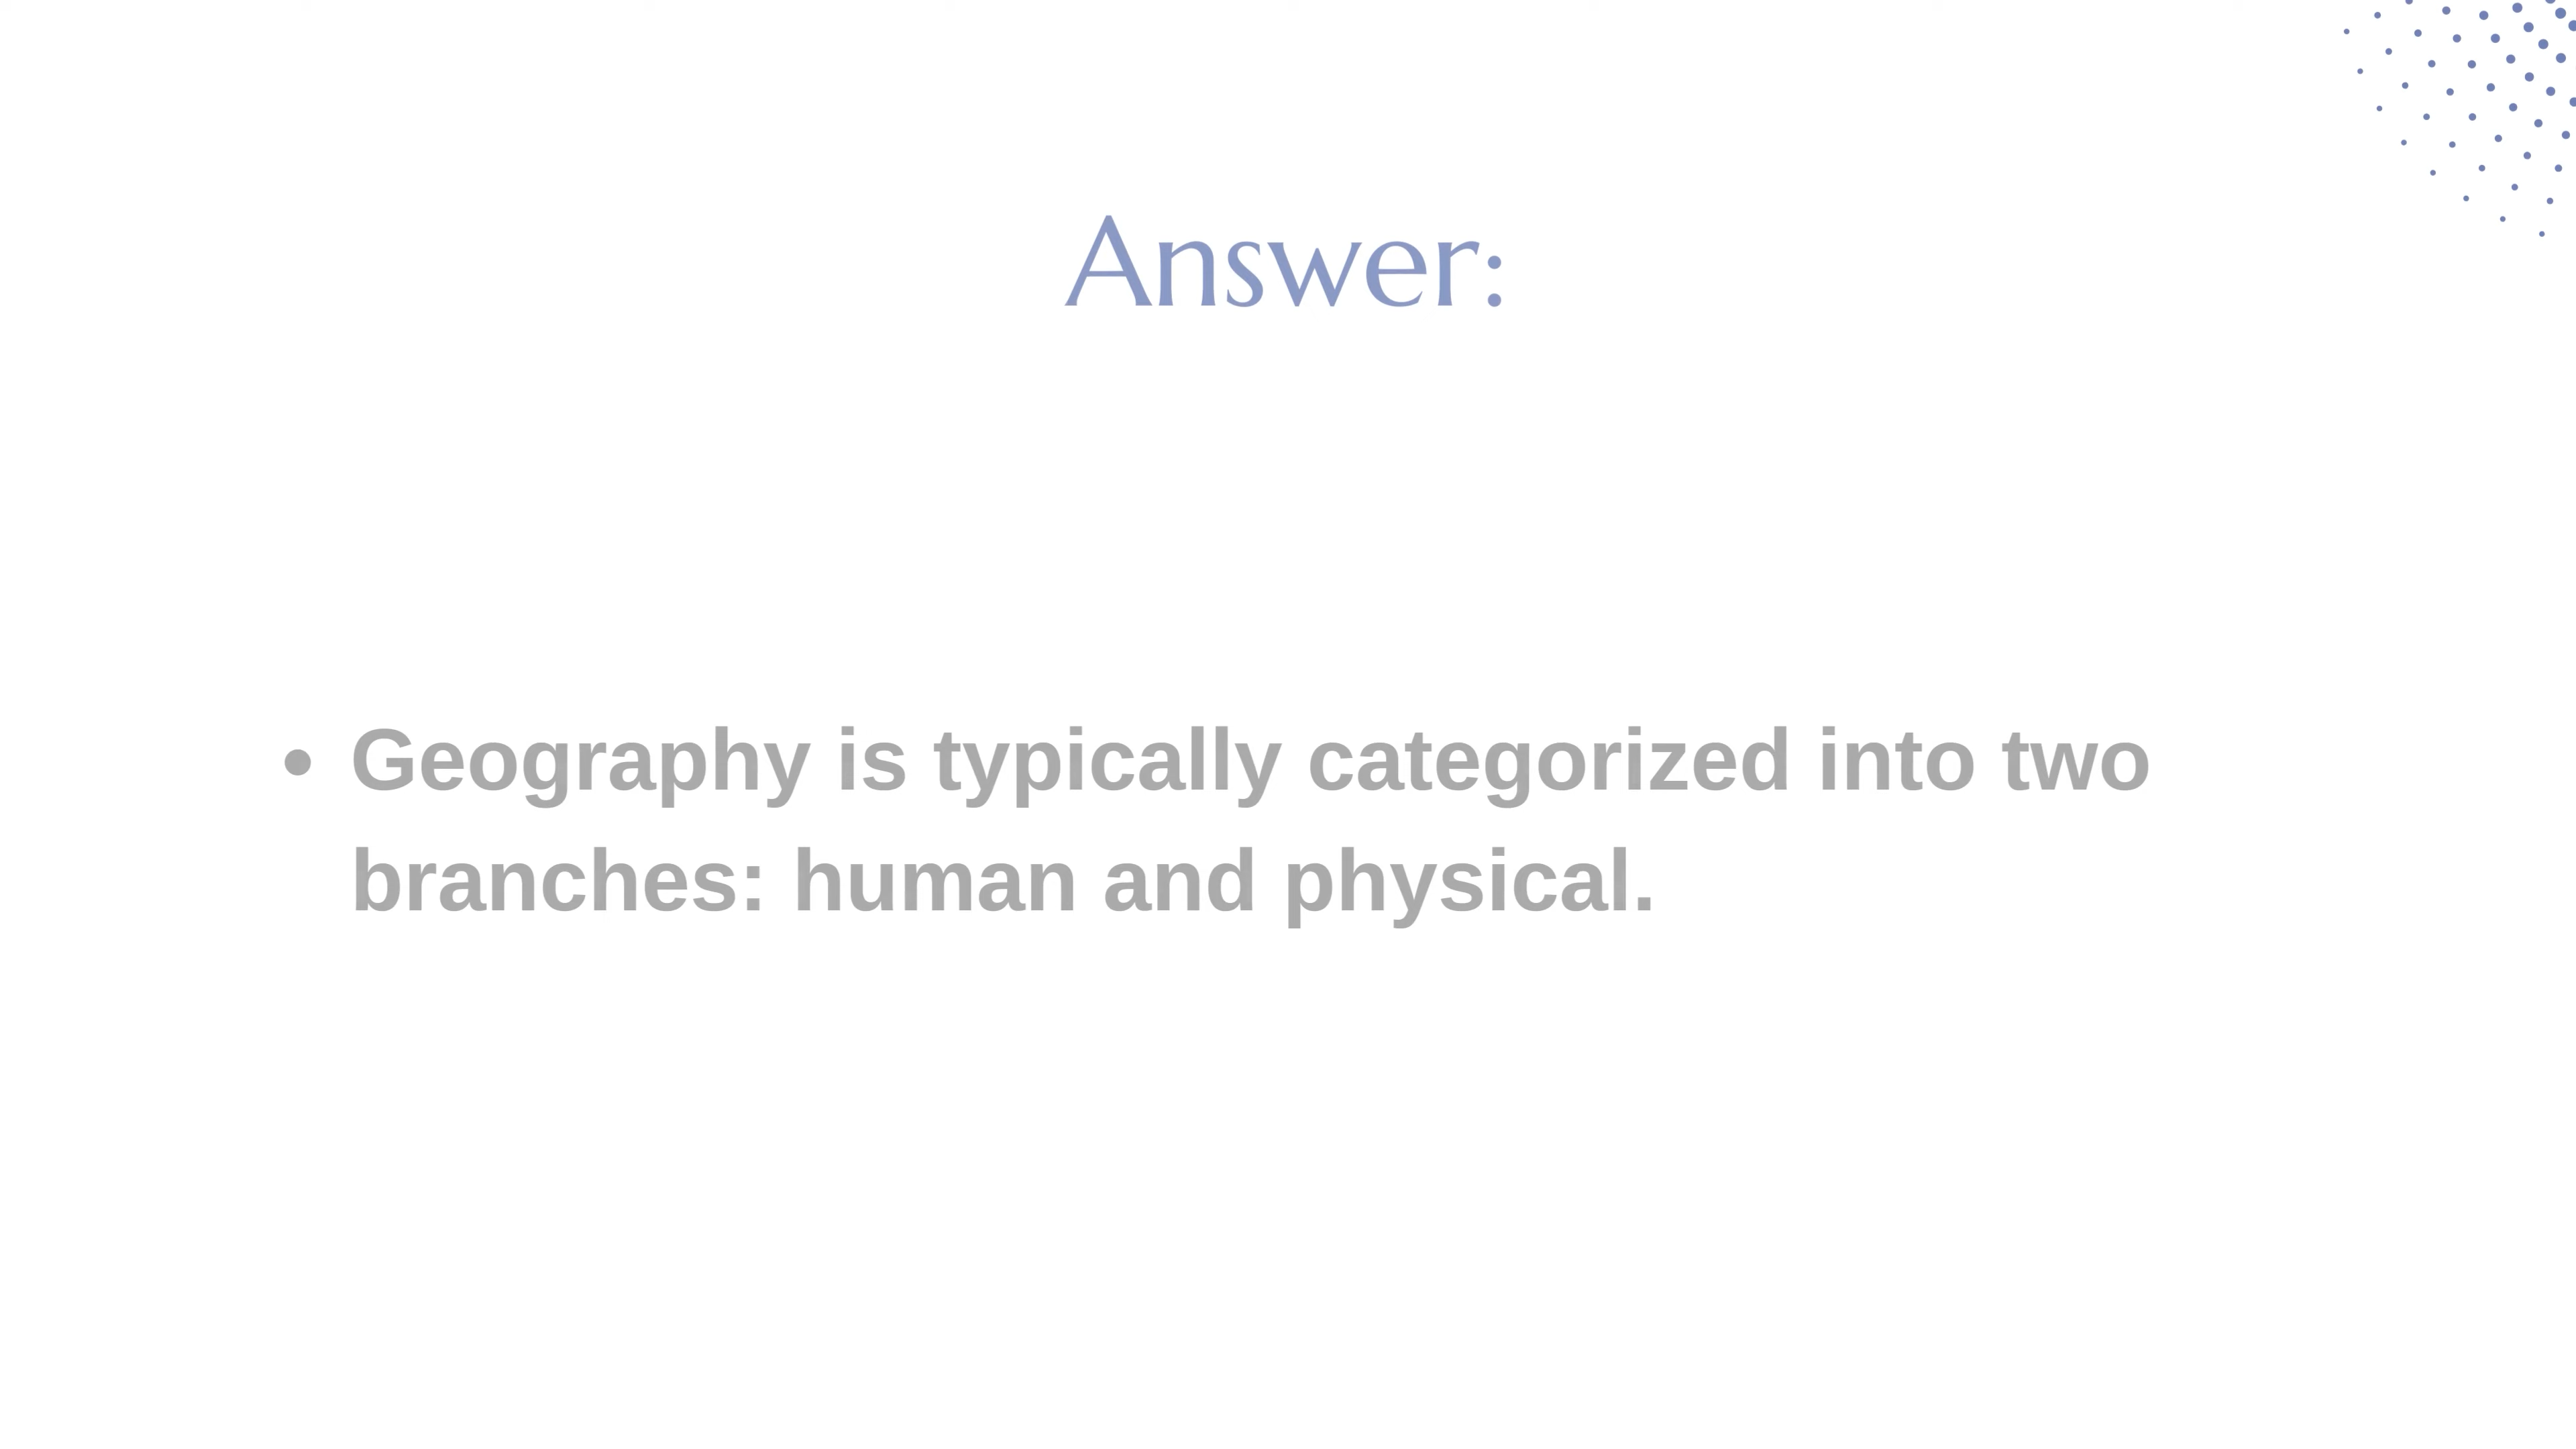 Answer:
• Geography is typically categorized into two
branches: human and physical.